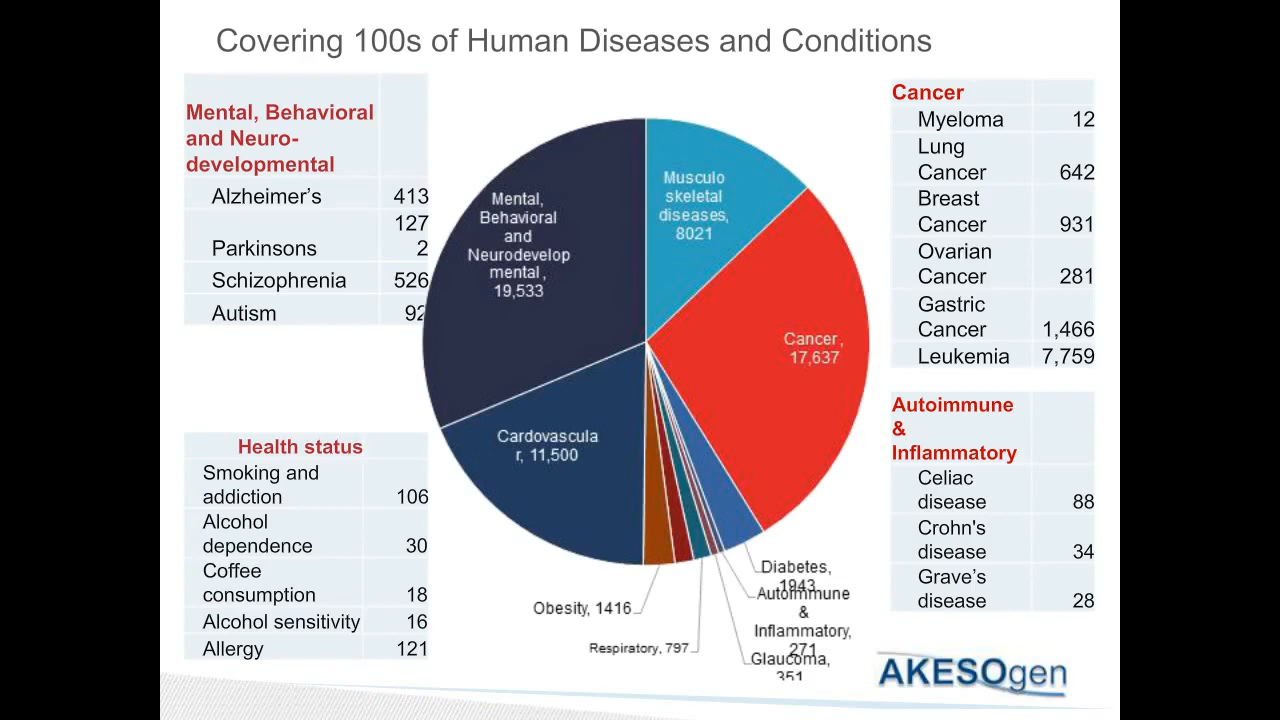 Covering 100s of Human Diseases and Conditions
Mental, Behavioral
and Neuro-
developmental
Alzheimer’s 413
127
Parkinsons 2
Schizophrenia 526
Autism 92
Health status
Smoking and
addiction 106
Alcohol
dependence 30
Coffee
consumption 18
Alcohol sensitivity 16
Allergy 121
Mental,
Behavioral
and
Neurodevelop
mental,
19,533
Musculo
skeletal
diseases,
8021
Cancer,
17,637
Cardovascula
r, 11,500
Diabetes,
1943
Autoimmune
&
Inflammatory,
271
Glaucoma,
351
Respiratory, 797
Obesity, 1416
Cancer
Myeloma 12
Lung
Cancer 642
Breast
Cancer 931
Ovarian
Cancer 281
Gastric
Cancer 1,466
Leukemia 7,759
Autoimmune
&
Inflammatory
Celiac
disease 88
Crohn's
disease 34
Grave’s
disease 28
AKESOgen